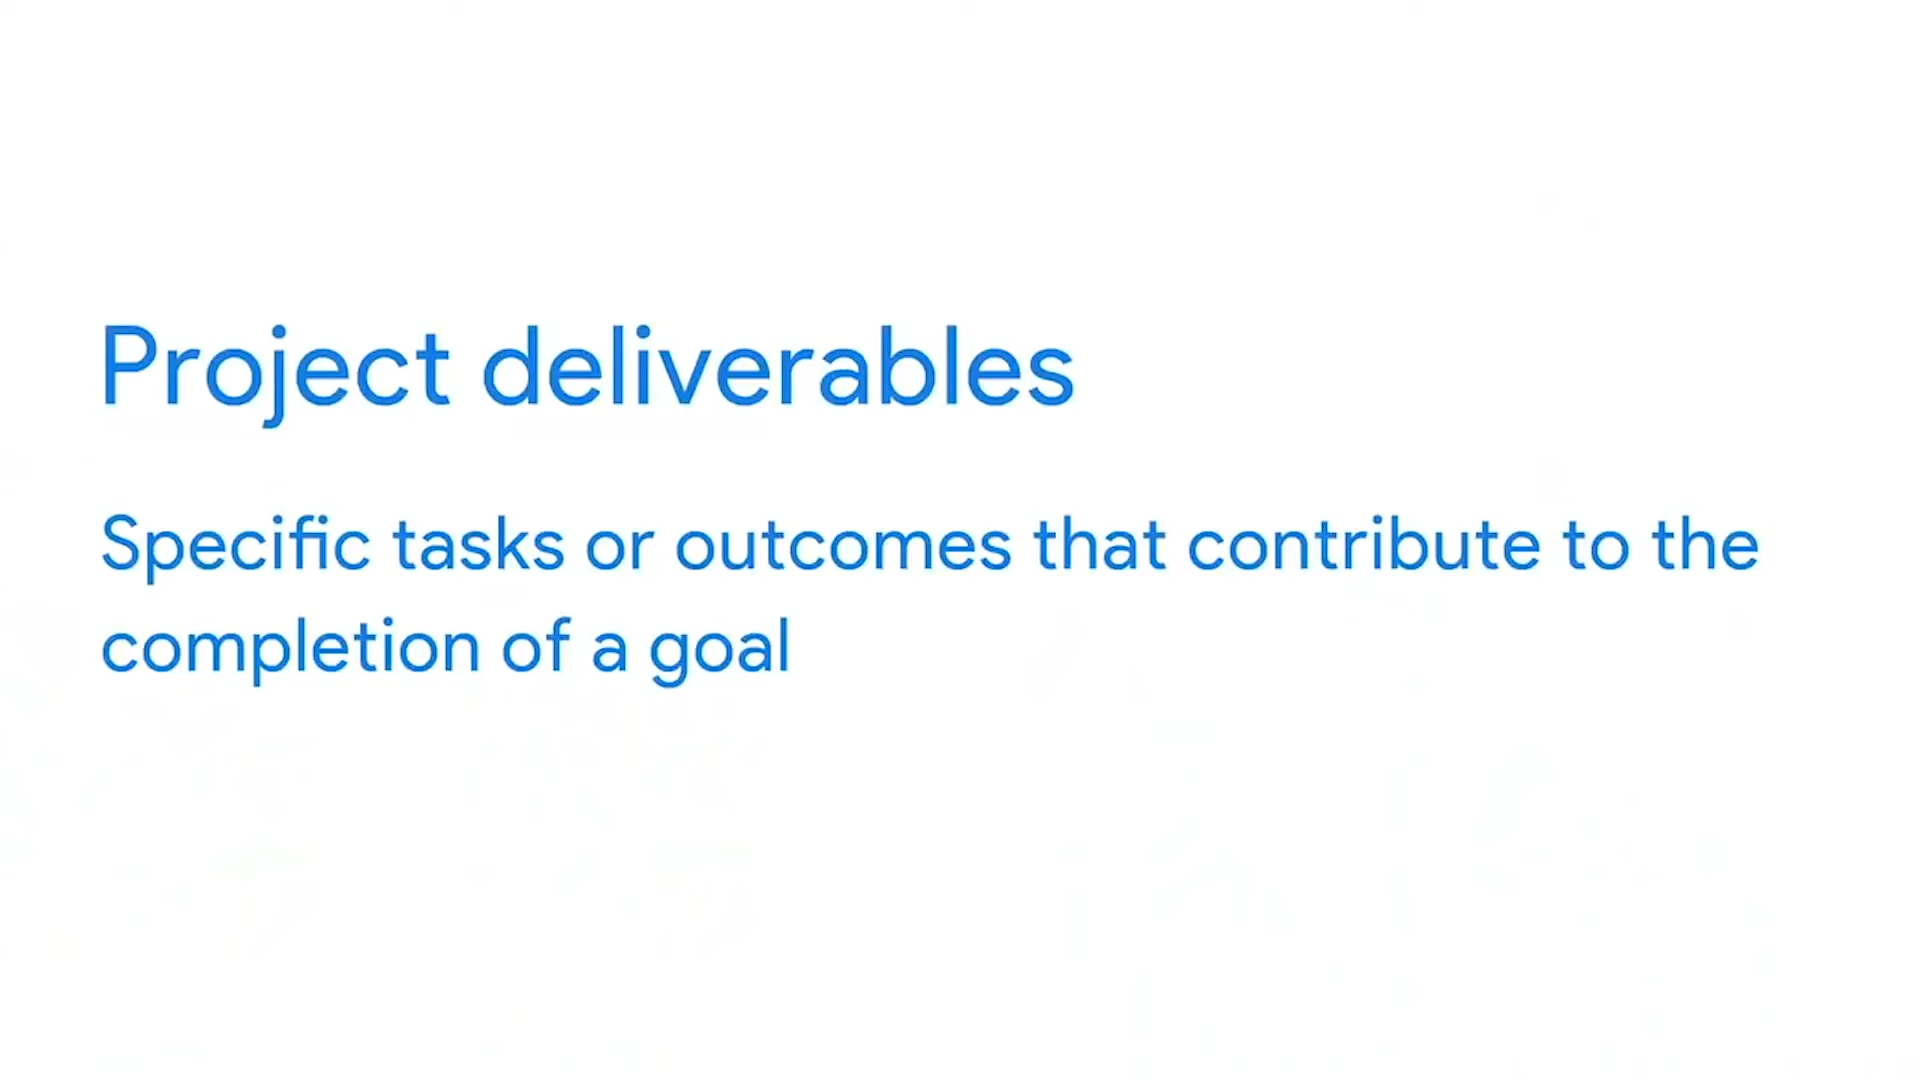 Project deliverables
Specific tasks or outcomes that contribute to the
completion of a goal